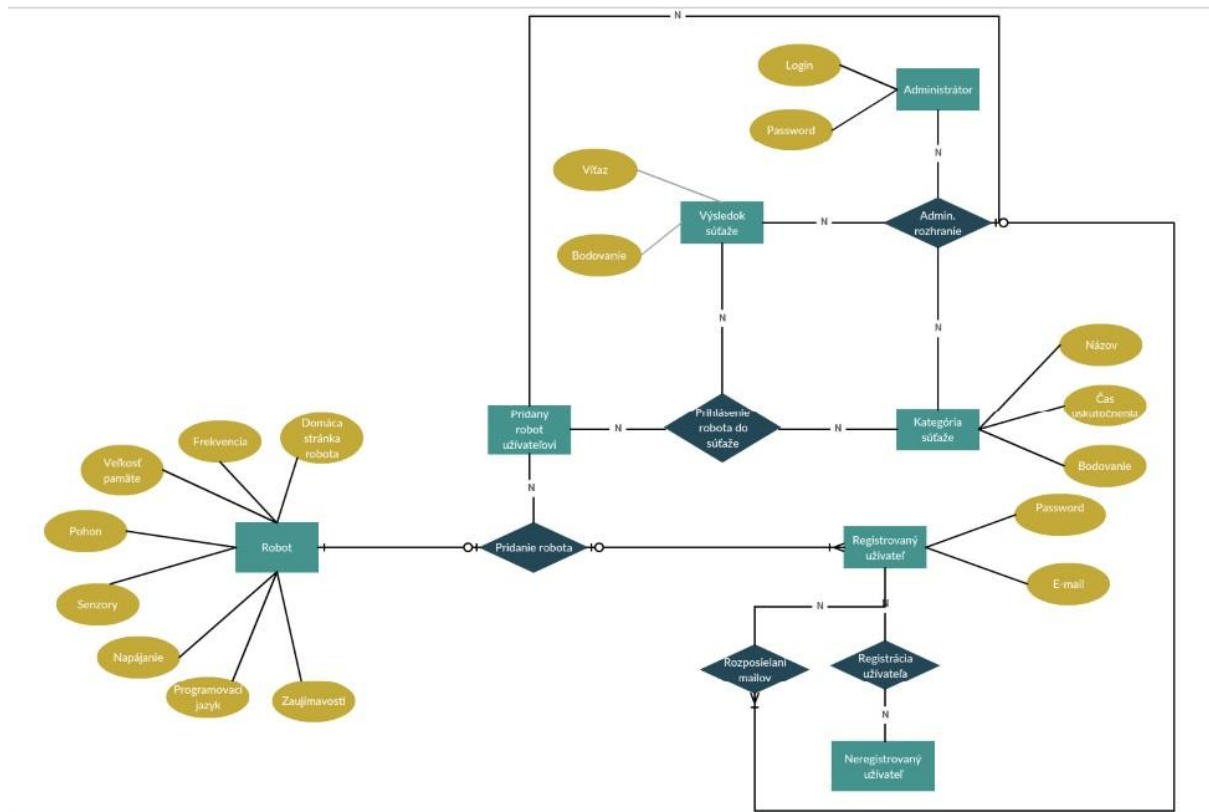 N
Login
Administrátor
Password
N
Víťaz
Výsledok
súťaže
N
Admin.
rozhranie
Bodovanie
N
N
Názov
Čas
uskutočnenia
Pridaný
robot
užívateľovi
N
Prihlásenie
robota do
súťaže
N
Kategória
súťaže
Bodovanie
Domáca
stránka
robota
Frekvencia
Veľkosť
pamäte
N
Password
Pohon
Robot
Pridanie robota
Registrovaný
užívateľ
E-mail
Senzory
N
N
Napájanie
Rozposielani
mailov
Registrácia
užívateľa
Programovací
jazyk
Zaujímavosti
N
Neregistrovaný
užívateľ